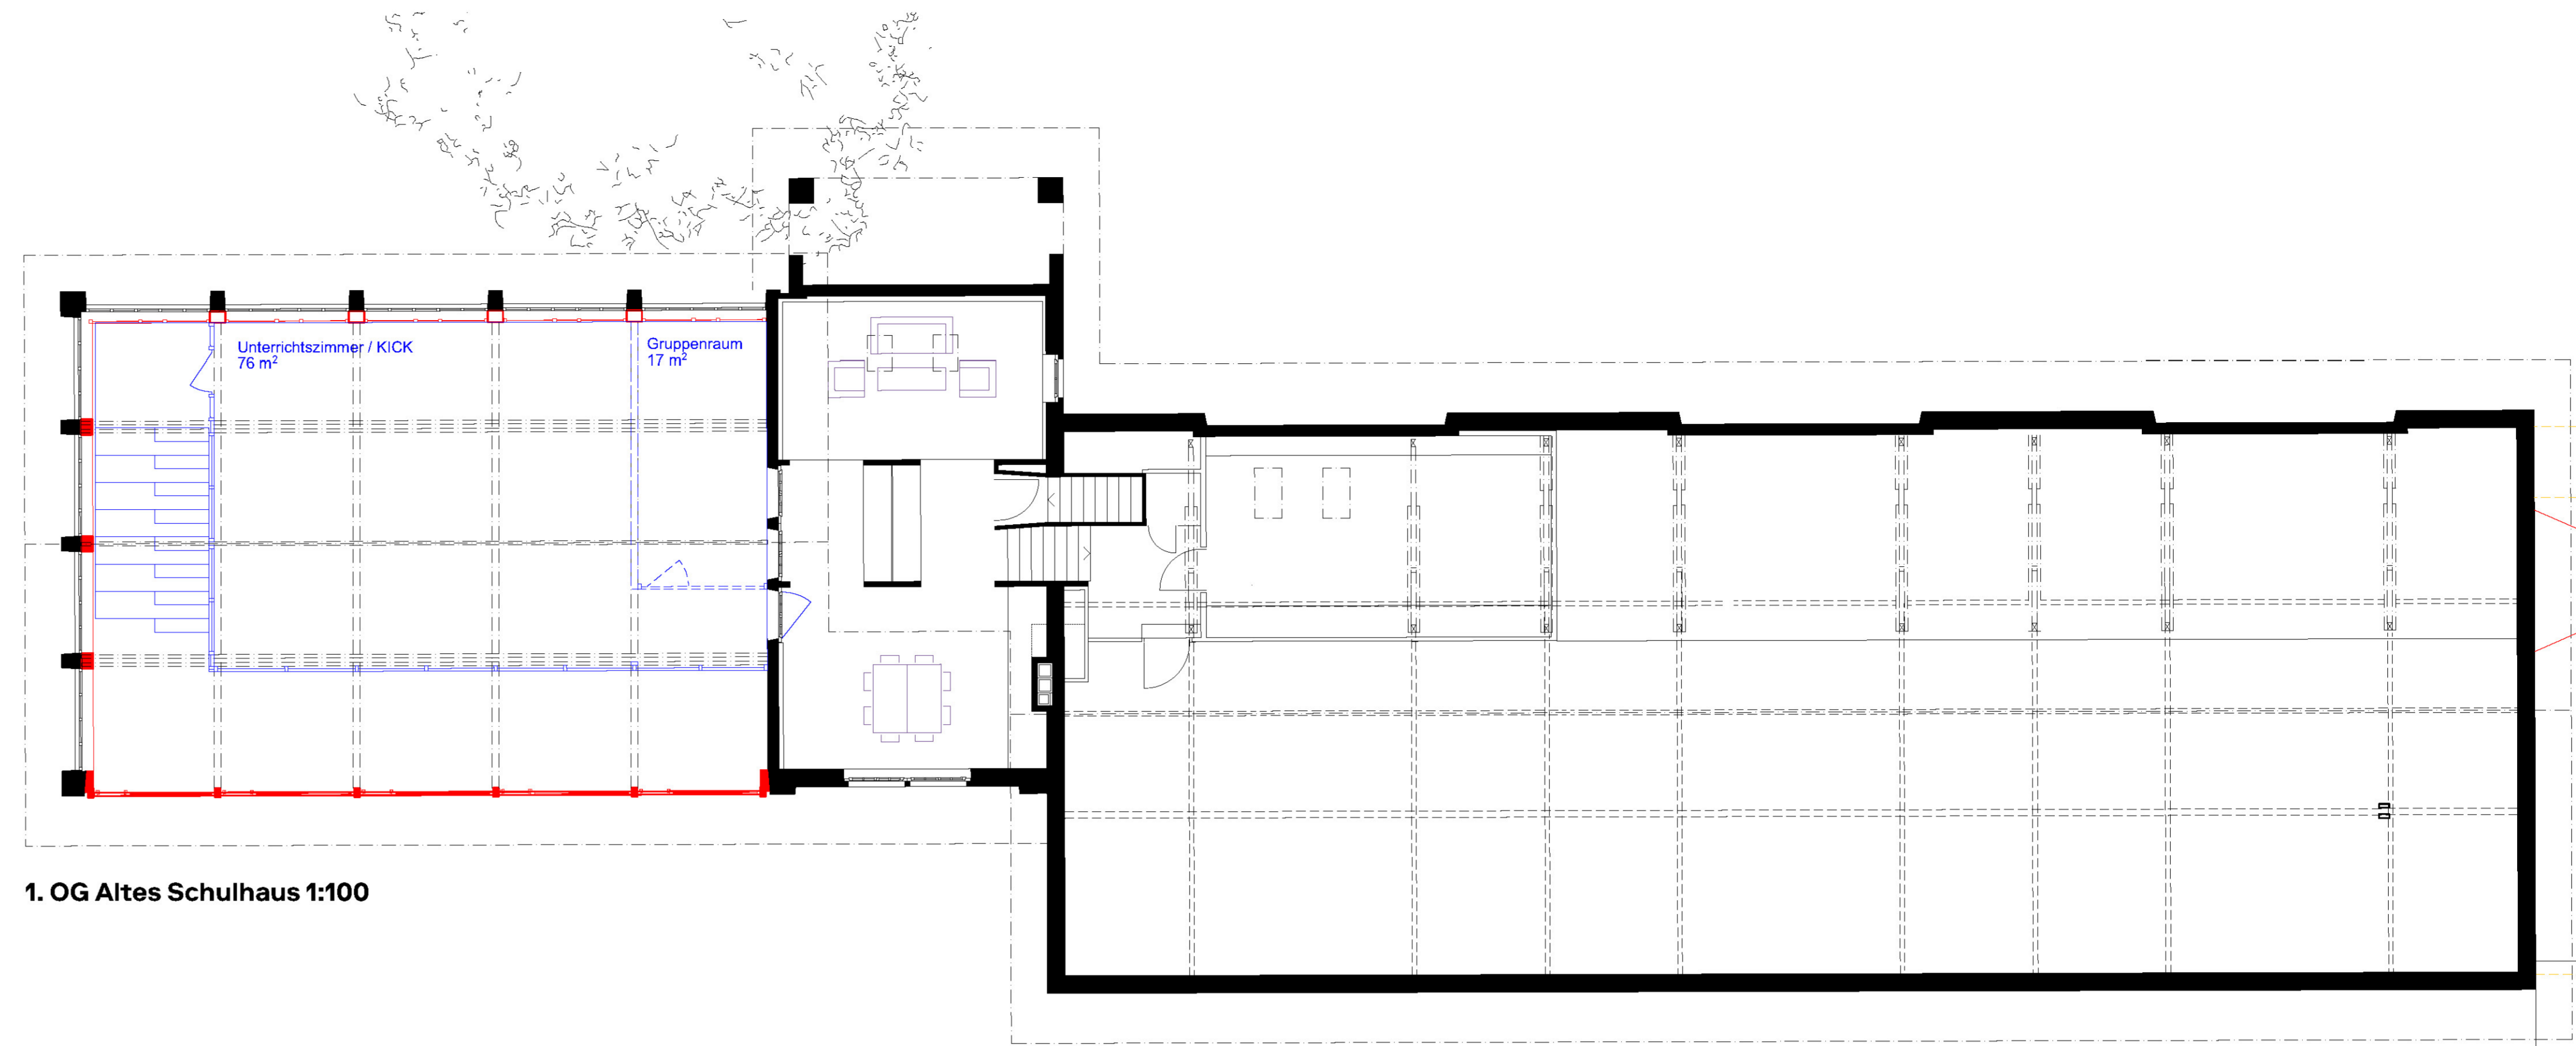 Unterrichtszimmer / KICK
76 m²
Gruppenraum
17 m²
1. OG Altes Schulhaus 1:100